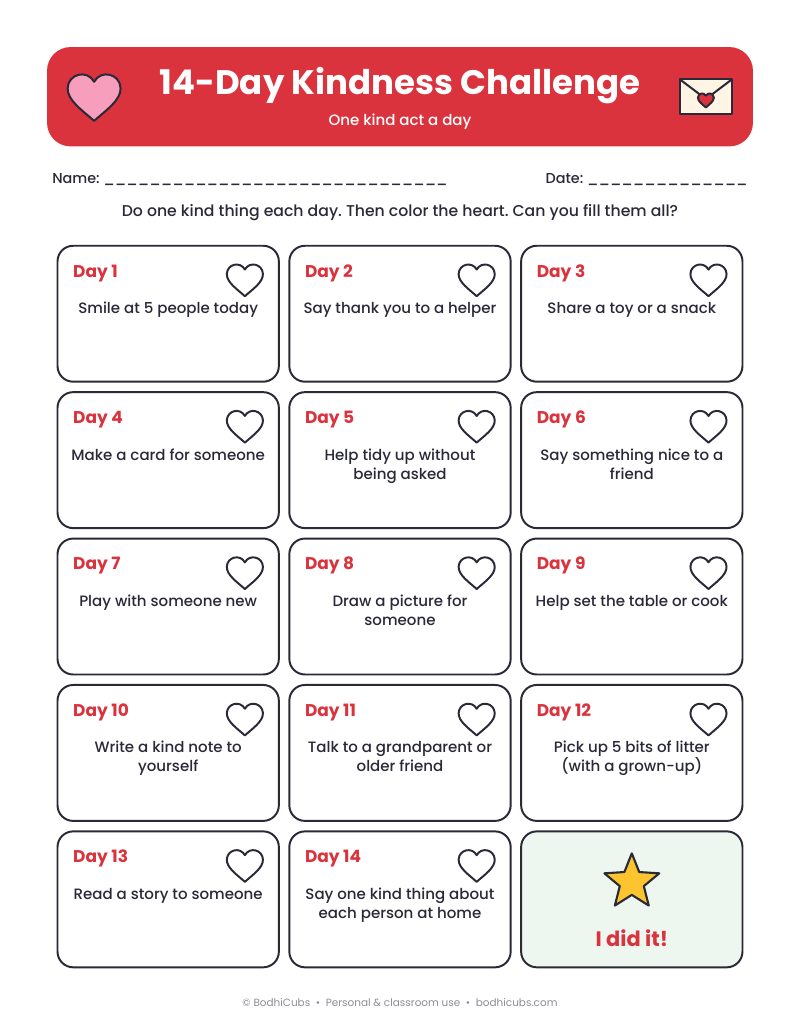 14-Day Kindness Challenge
One kind act a day
Name: ______________________________ Date: ______________
Do one kind thing each day. Then color the heart. Can you fill them all?
Day 1
Smile at 5 people today
Day 2
Say thank you to a helper
Day 3
Share a toy or a snack
Day 4
Make a card for someone
Day 5
Help tidy up without
being asked
Day 6
Say something nice to a
friend
Day 7
Play with someone new
Day 8
Draw a picture for
someone
Day 9
Help set the table or cook
Day 10
Write a kind note to
yourself
Day 11
Talk to a grandparent or
older friend
Day 12
Pick up 5 bits of litter
(with a grown-up)
Day 13
Read a story to someone
Day 14
Say one kind thing about
each person at home
I did it!
© BodhiCubs • Personal & classroom use • bodhicubs.com